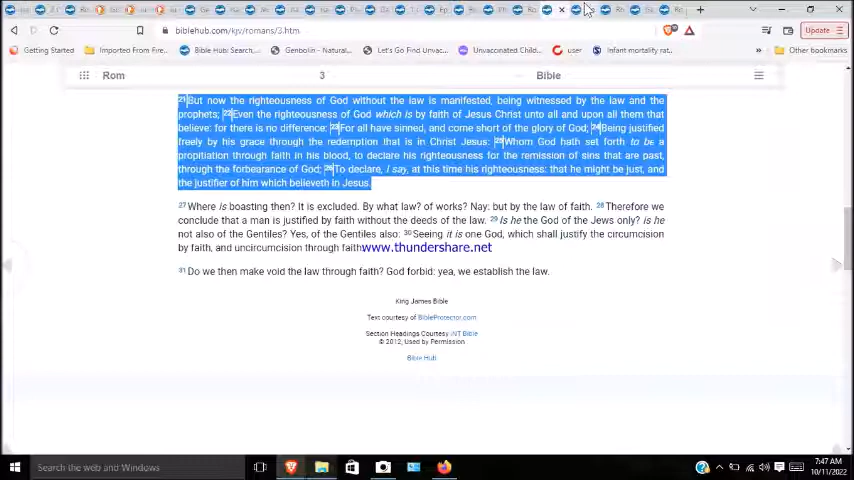 biblehub.com/kjv/romans/3.htm
Update
Getting Started
Imported From Fire...
Bible Hub: Search,...
Genbolin - Natural...
Let's Go Find Unvac...
Unvaccinated Child...
user
Infant mortality rat...
Other bookmarks
Rom
3
Bible
21But now the righteousness of God without the law is manifested, being witnessed by the law and the
prophets; 22Even the righteousness of God which is by faith of Jesus Christ unto all and upon all them that
believe: for there is no difference: 23For all have sinned, and come short of the glory of God; 24Being justified
freely by his grace through the redemption that is in Christ Jesus: 25Whom God hath set forth to be a
propitiation through faith in his blood, to declare his righteousness for the remission of sins that are past,
through the forbearance of God; 26To declare, I say, at this time his righteousness: that he might be just, and
the justifier of him which believeth in Jesus.
27Where is boasting then? It is excluded. By what law? of works? Nay: but by the law of faith. 28Therefore we
conclude that a man is justified by faith without the deeds of the law. 29Is he the God of the Jews only? is he
not also of the Gentiles? Yes, of the Gentiles also: 30Seeing it is one God, which shall justify the circumcision
by faith, and uncircumcision through faith www.thundershare.net
31Do we then make void the law through faith? God forbid: yea, we establish the law.
King James Bible
Text courtesy of BibleProtector.com
Section Headings Courtesy INT Bible
© 2012, Used by Permission
Bible Hub
Search the web and Windows
7:47 AM
10/11/2022